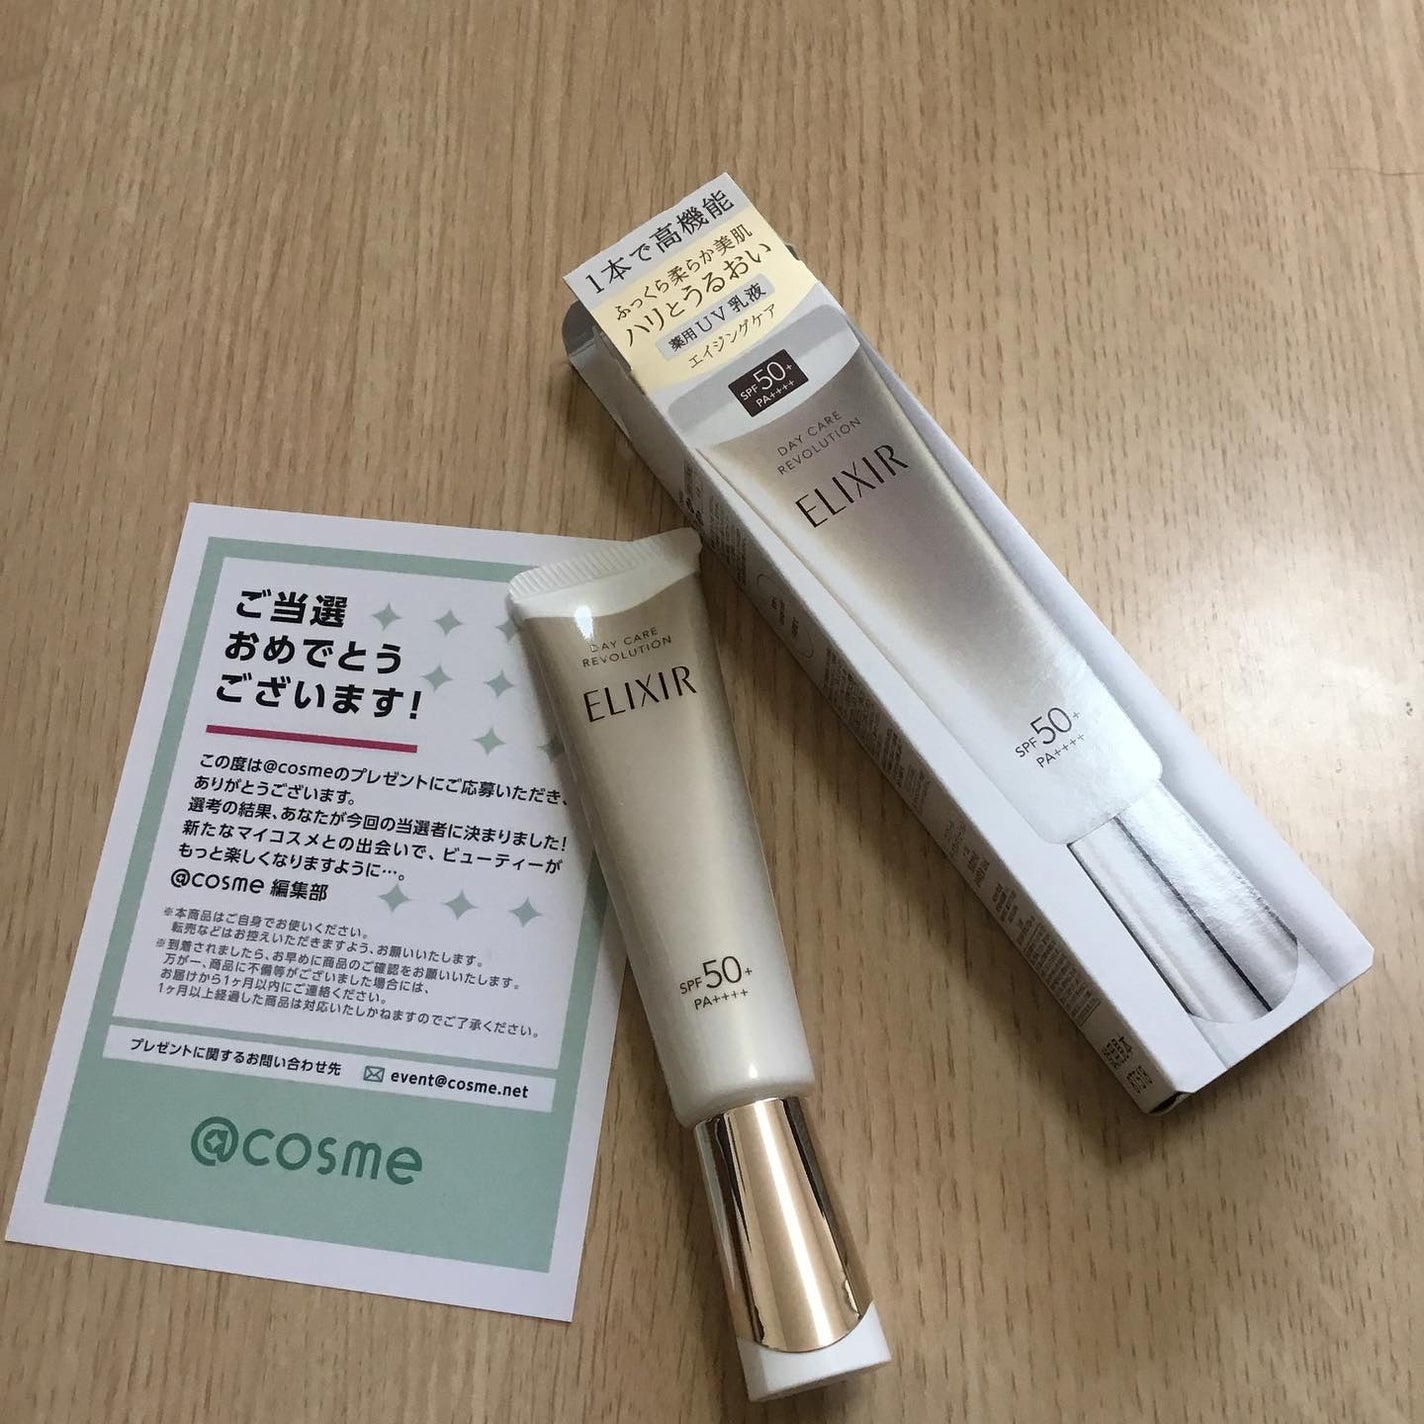 ご当選
おめでとう
ございます!
この度は@cosmeのプレゼントにご応募いただき、
ありがとうございます。
選考の結果、あなたが今回の当選者に決まりました!
新たなマイコスメとの出会いで、ビューティーが
もっと楽しくなりますように…。
@cosme 編集部
※本商品はご自身でお使いください。
転売などはお控えいただきますよう、お願いいたします。
※到着されましたら、お早めに商品のご確認をお願いいたします。
万が一、商品に不備等がございました場合には、
お届けから1ヶ月以内にご連絡ください。
1ヶ月以上経過した商品は対応いたしかねますのでご了承ください。
プレゼントに関するお問い合わせ先 event@cosme.net
@cosme
DAY CARE
REVOLUTION
ELIXIR
SPF50+
PA++++
1本で高機能
ふっくら柔らか美肌
ハリとうるおい
薬用UV乳液
エイジングケア
SPF50+
PA++++
DAY CARE
REVOLUTION
ELIXIR
SPF50+
PA++++